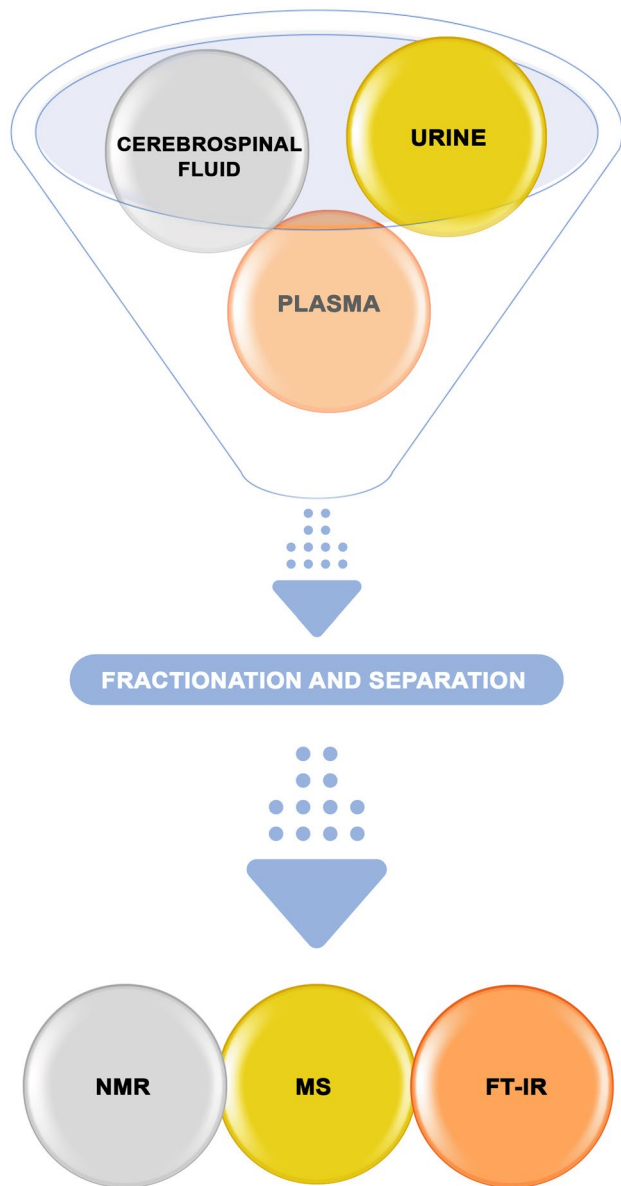 CEREBROSPINAL
FLUID
URINE
PLASMA
FRACTIONATION AND SEPARATION
NMR
MS
FT-IR